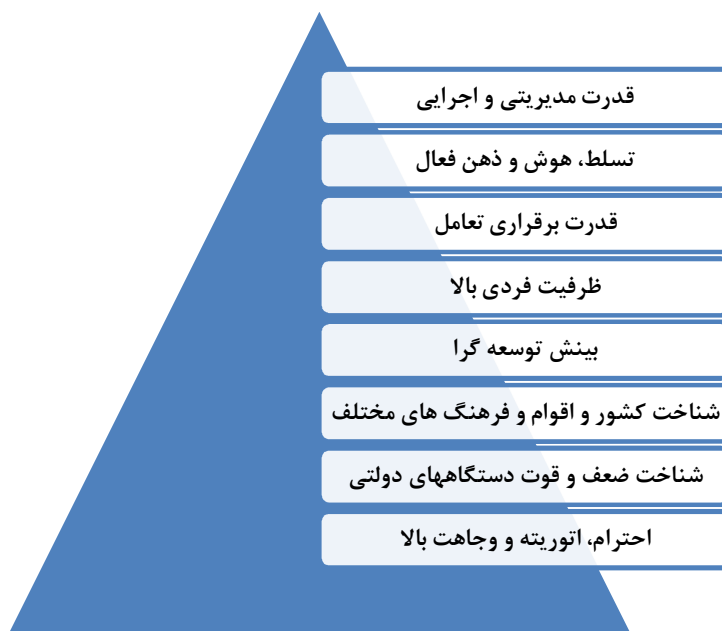 قدرت مدیریتی و اجرایی
تسلط، هوش و ذهن فعال
قدرت برقراری تعامل
ظرفیت فردی بالا
بینش توسعه گرا
شناخت کشور و اقوام و فرهنگ های مختلف
شناخت ضعف و قوت دستگاههای دولتی
احترام، اتوریته و وجاهت بالا